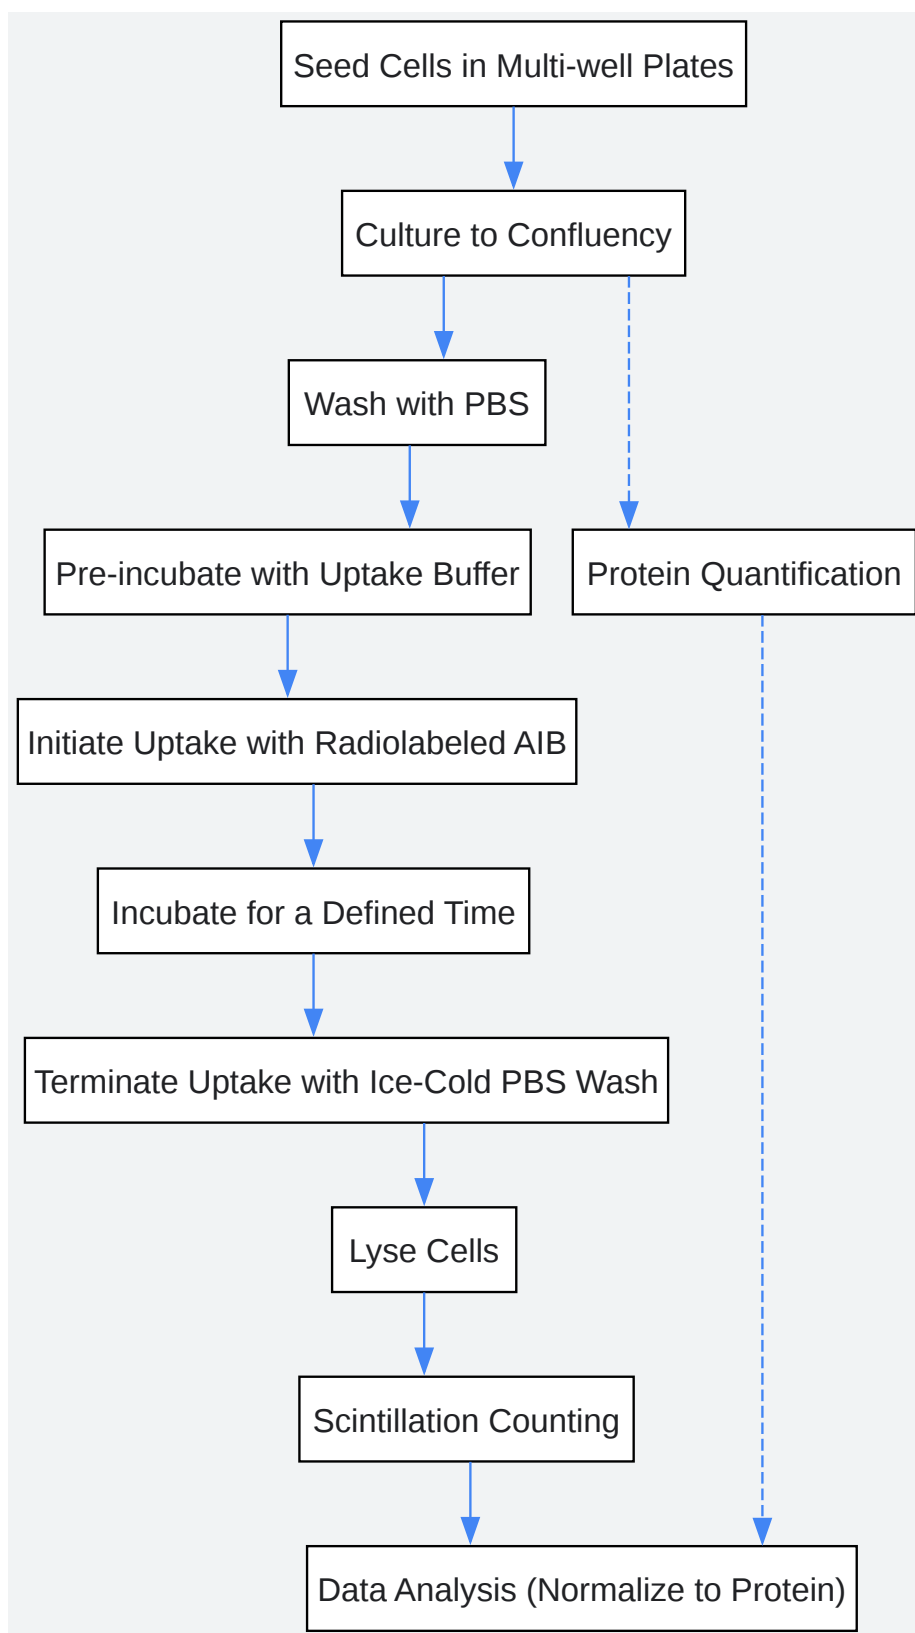 Seed Cells in Multi-well Plates
Culture to Confluency
Wash with PBS
Pre-incubate with Uptake Buffer
Protein Quantification
Initiate Uptake with Radiolabeled AIB
Incubate for a Defined Time
Terminate Uptake with Ice-Cold PBS Wash
Lyse Cells
Scintillation Counting
Data Analysis (Normalize to Protein)